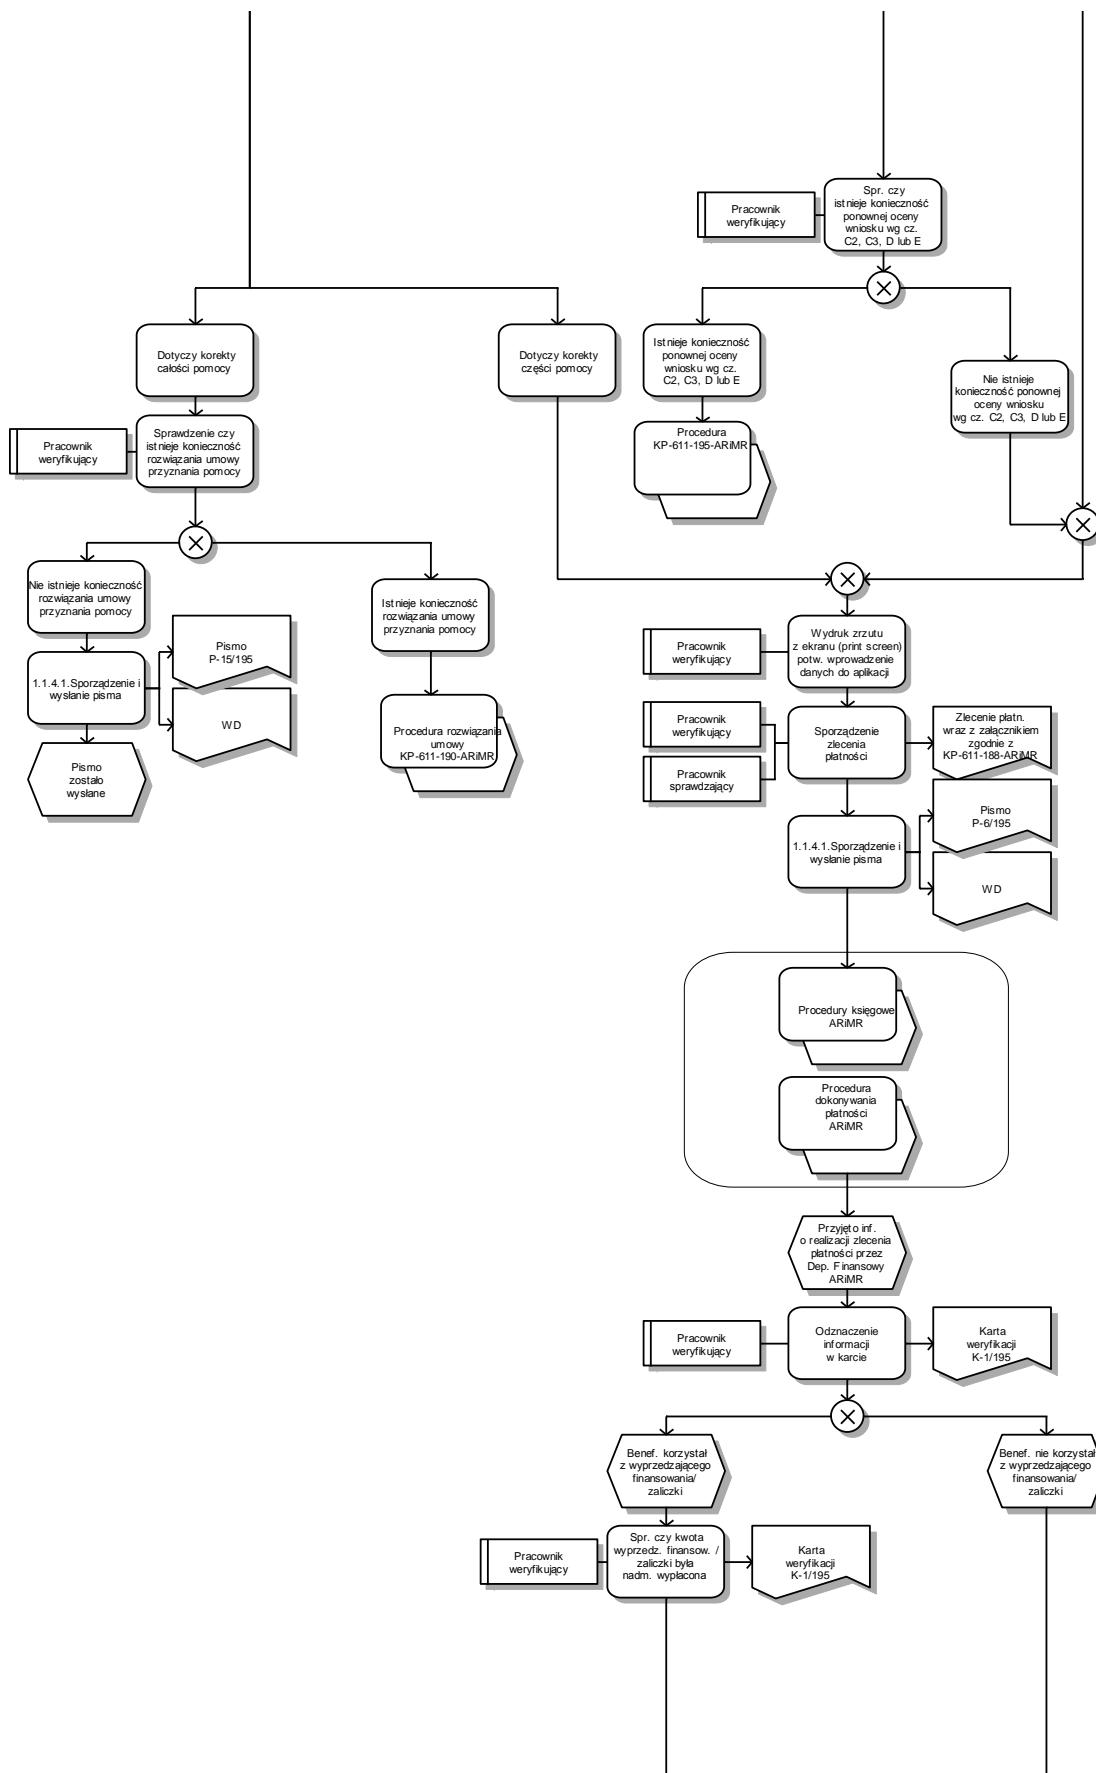 Spr. czy
istnieje konieczność
ponownej oceny
wniosku wg cz.
C2, C3, D lub E
Pracownik
weryfikujący
Dotyczy korekty
całości pomocy
Dotyczy korekty
części pomocy
Istnieje konieczność
ponownej oceny
wniosku wg cz.
C2, C3, D lub E
Nie istnieje
konieczność ponownej
oceny wniosku
wg cz. C2, C3, D lub E
Pracownik
weryfikujący
Sprawdzenie czy
istnieje konieczność
rozwiązania umowy
przyznania pomocy
Procedura
KP-611-195-ARiMR
Nie istnieje konieczność
rozwiązania umowy
przyznania pomocy
Istnieje konieczność
rozwiązania umowy
przyznania pomocy
Pismo
P-15/195
1.1.4.1.Sporządzenie i
wysłanie pisma
WD
Procedura rozwiązania
umowy
KP-611-190-ARiMR
Pismo
zostało
wysłane
Pracownik
weryfikujący
Wydruk zrzutu
z ekranu (print screen)
potw. wprowadzenie
danych do aplikacji
Pracownik
weryfikujący
Pracownik
sprawdzający
Sporządzenie
zlecenia
płatności
Zlecenie płatn.
wraz z załącznikiem
zgodnie z
KP-611-188-ARiMR
1.1.4.1.Sporządzenie i
wysłanie pisma
Pismo
P-6/195
WD
Procedury księgowe
ARiMR
Procedura
dokonywania
płatności
ARiMR
Przyjęto inf.
o realizacji zlecenia
płatności przez
Dep. Finansowy
ARiMR
Pracownik
weryfikujący
Odznaczenie
informacji
w karcie
Karta
weryfikacji
K-1/195
Benef. korzystał
z wyprzedzającego
finansowania/
zaliczki
Benef. nie korzystał
z wyprzedzającego
finansowania/
zaliczki
Pracownik
weryfikujący
Spr. czy kwota
wyprzedz. finansow. /
zaliczki była
nadm. wypłacona
Karta
weryfikacji
K-1/195